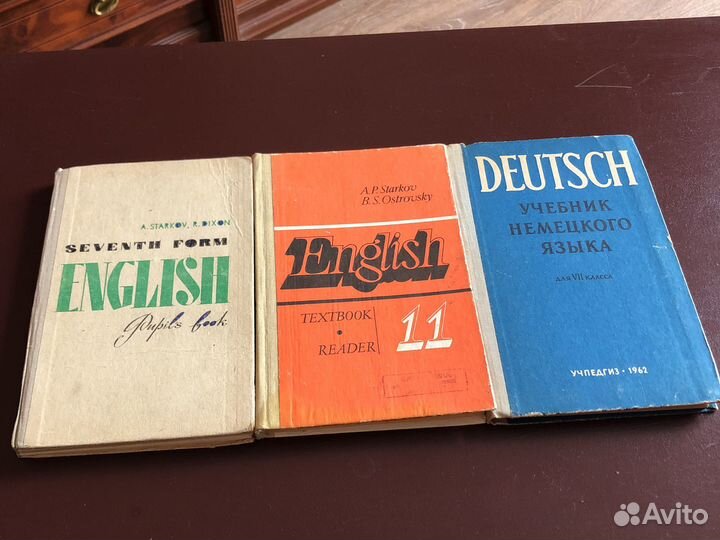 A. STARKOV, R. DIXON
SEVENTH FORM
ENGLISH
Pupil's book
A.P. Starkov
B.S. Ostrovsky
English
TEXTBOOK
•
READER
11
DEUTSCH
УЧЕБНИК
НЕМЕЦКОГО
ЯЗЫКА
ДЛЯ VII КЛАССА
УЧПЕДГИЗ • 1962
Avito